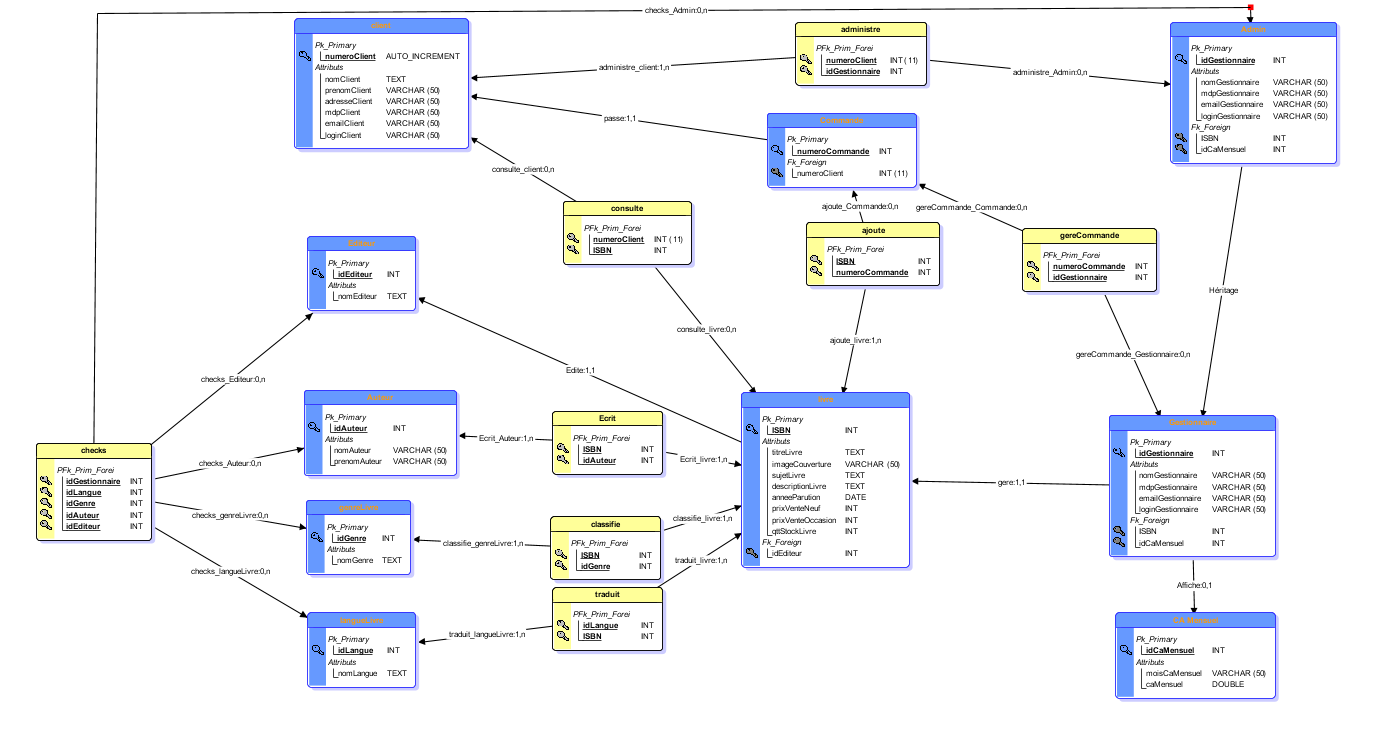 checks_Admin:0,n
client
Pk_Primary
numeroClient AUTO_INCREMENT
Attributs
nomClient TEXT
prenomClient VARCHAR (50)
adresseClient VARCHAR (50)
mdpClient VARCHAR (50)
emailClient VARCHAR (50)
loginClient VARCHAR (50)
administre_client:1,n
administre
PFk_Prim_Forei
numeroClient INT ( 11)
idGestionnaire INT
administre_Admin:0,n
Admin
Pk_Primary
idGestionnaire INT
Attributs
nomGestionnaire VARCHAR (50)
mdpGestionnaire VARCHAR (50)
emailGestionnaire VARCHAR (50)
loginGestionnaire VARCHAR (50)
Fk_Foreign
ISBN INT
idCaMensuel INT
passe:1,1
Commande
Pk_Primary
numeroCommande INT
Fk_Foreign
numeroClient INT ( 11)
consulte_client:0,n
consulte
PFk_Prim_Forei
numeroClient INT ( 11)
ISBN INT
ajoute_Commande:0,n
gereCommande_Commande:0,n
ajoute
PFk_Prim_Forei
ISBN INT
numeroCommande INT
gereCommande
PFk_Prim_Forei
numeroCommande INT
idGestionnaire INT
Héritage
Editeur
Pk_Primary
idEditeur INT
Attributs
nomEditeur TEXT
consulte_livre:0,n
ajoute_livre:1,n
gereCommande_Gestionnaire:0,n
checks_Editeur:0,n
Edite:1,1
Auteur
Pk_Primary
idAuteur INT
Attributs
nomAuteur VARCHAR (50)
prenomAuteur VARCHAR (50)
Ecrit_Auteur:1,n
Ecrit
PFk_Prim_Forei
ISBN INT
idAuteur INT
Ecrit_livre:1,n
livre
Pk_Primary
ISBN INT
Attributs
titreLivre TEXT
imageCouverture VARCHAR (50)
sujetLivre TEXT
descriptionLivre TEXT
anneeParution DATE
prixVenteNeuf INT
prixVenteOccasion INT
qttStockLivre INT
Fk_Foreign
idEditeur INT
gere:1,1
Gestionnaire
Pk_Primary
idGestionnaire INT
Attributs
nomGestionnaire VARCHAR (50)
mdpGestionnaire VARCHAR (50)
emailGestionnaire VARCHAR (50)
loginGestionnaire VARCHAR (50)
Fk_Foreign
ISBN INT
idCaMensuel INT
checks
PFk_Prim_Forei
idGestionnaire INT
idLangue INT
idGenre INT
idAuteur INT
idEditeur INT
checks_Auteur:0,n
checks_genreLivre:0,n
checks_langueLivre:0,n
genreLivre
Pk_Primary
idGenre INT
Attributs
nomGenre TEXT
classifie_genreLivre:1,n
classifie
PFk_Prim_Forei
ISBN INT
idGenre INT
classifie_livre:1,n
traduit_livre:1,n
traduit
PFk_Prim_Forei
idLangue INT
ISBN INT
traduit_langueLivre:1,n
langueLivre
Pk_Primary
idLangue INT
Attributs
nomLangue TEXT
Affiche:0,1
CA Mensuel
Pk_Primary
idCaMensuel INT
Attributs
moisCaMensuel VARCHAR (50)
caMensuel DOUBLE